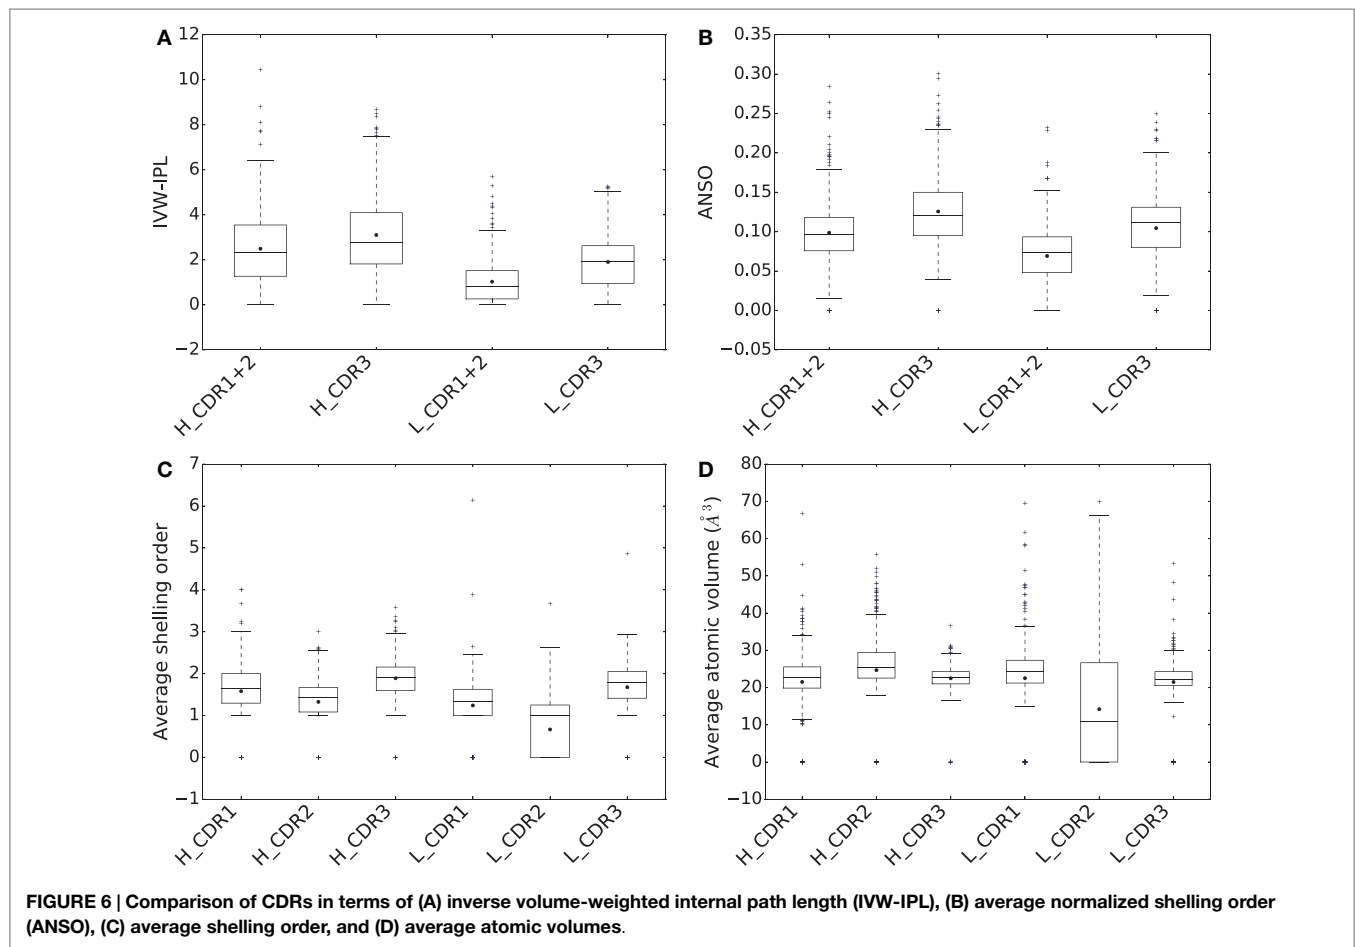 A
12
10
8
6
4
2
0
−2
IVW-IPL
H_CDR1+2
H_CDR3
L_CDR1+2
L_CDR3
B
0.35
0.30
0.25
0.20
0.15
0.10
0.05
0.00
−0.05
ANSO
H_CDR1+2
H_CDR3
L_CDR1+2
L_CDR3
C
7
6
5
4
3
2
1
0
−1
Average shelling order
H_CDR1
H_CDR2
H_CDR3
L_CDR1
L_CDR2
L_CDR3
D
80
70
60
50
40
30
20
10
0
−10
Average atomic volume (Å³)
H_CDR1
H_CDR2
H_CDR3
L_CDR1
L_CDR2
L_CDR3
FIGURE 6 | Comparison of CDRs in terms of (A) inverse volume-weighted internal path length (IVW-IPL), (B) average normalized shelling order
(ANSO), (C) average shelling order, and (D) average atomic volumes.